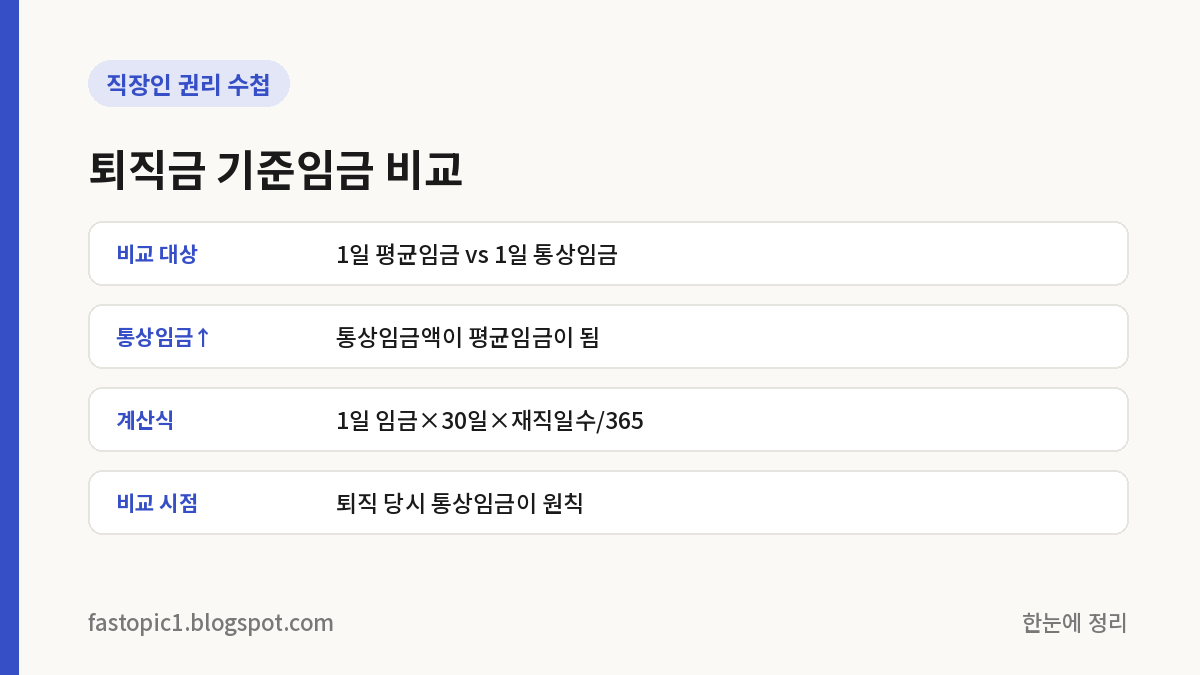 직장인 권리 수첩
퇴직금 기준임금 비교
비교 대상 1일 평균임금 vs 1일 통상임금
통상임금↑ 통상임금액이 평균임금이 됨
계산식 1일 임금×30일×재직일수/365
비교 시점 퇴직 당시 통상임금이 원칙
fastopic1.blogspot.com 한눈에 정리